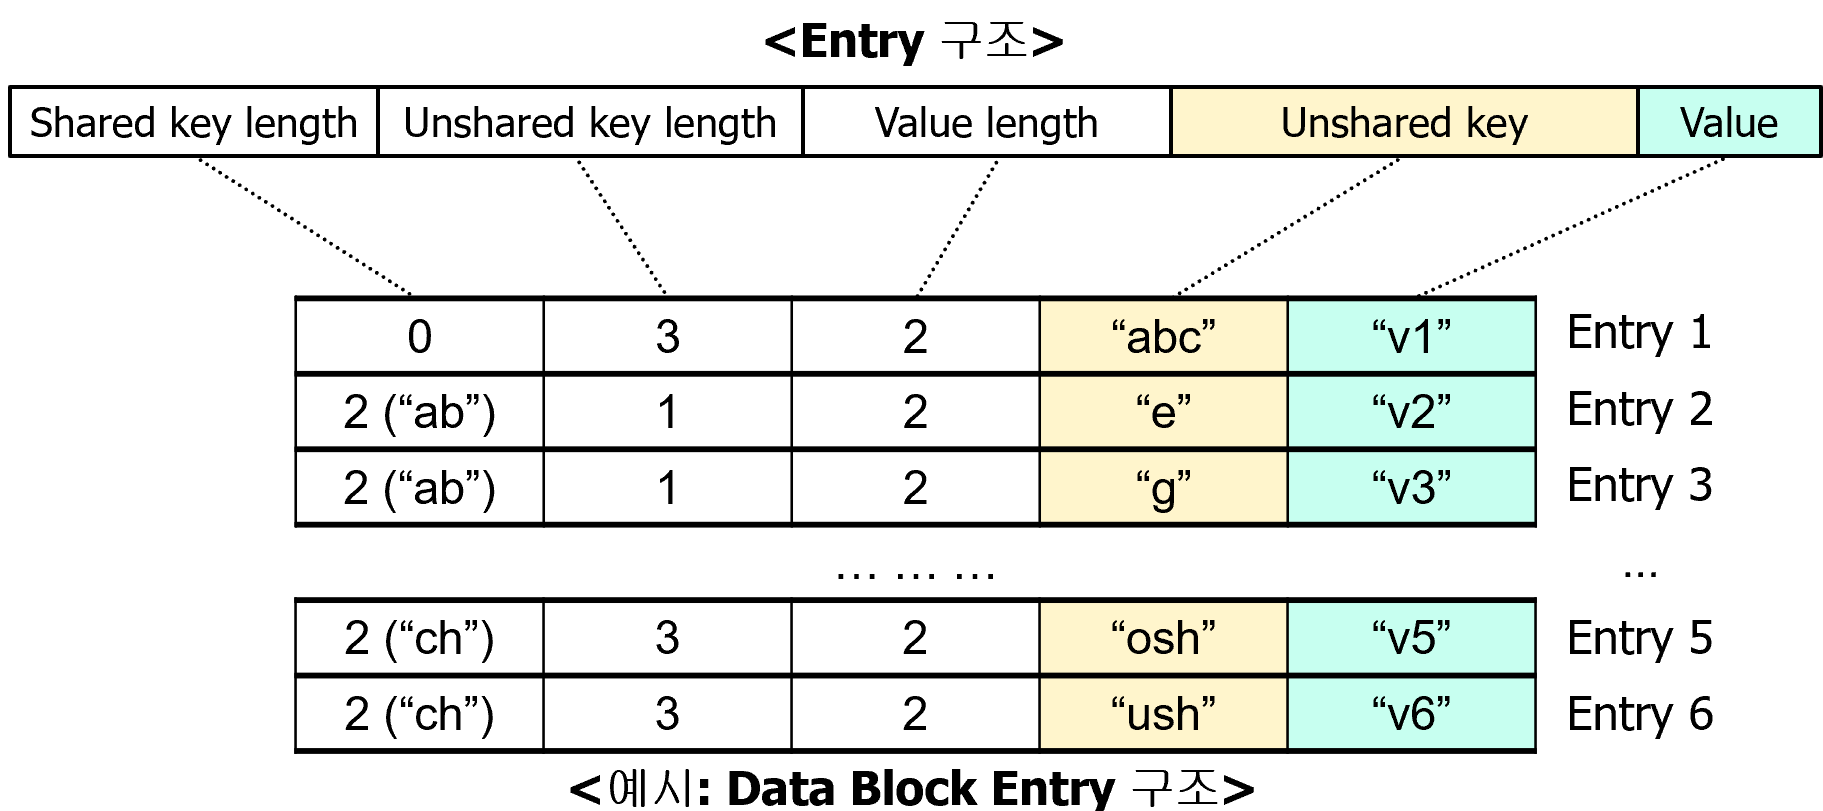 <Entry 구조>
Shared key length Unshared key length Value length Unshared key Value
0 3 2 “abc” “v1” Entry 1
2 (“ab”) 1 2 “e” “v2” Entry 2
2 (“ab”) 1 2 “g” “v3” Entry 3
… … … …
2 (“ch”) 3 2 “osh” “v5” Entry 5
2 (“ch”) 3 2 “ush” “v6” Entry 6
<예시: Data Block Entry 구조>